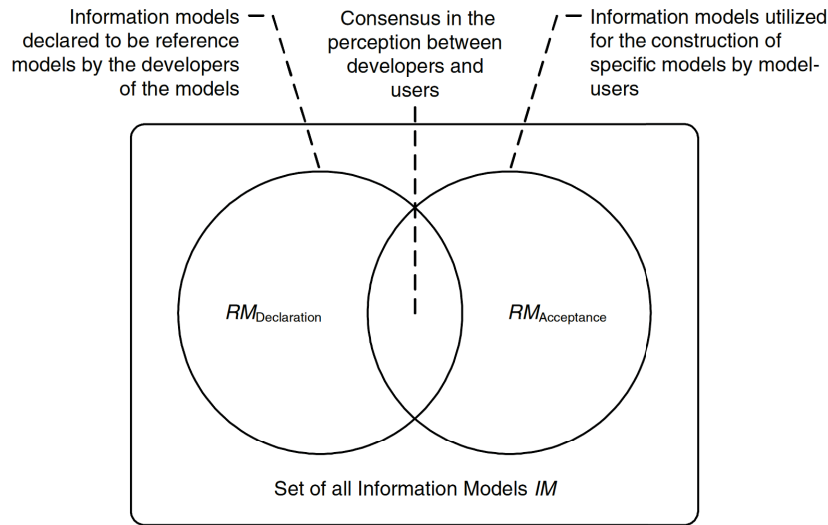 Information models
declared to be reference
models by the developers
of the models
Consensus in the
perception between
developers and
users
Information models utilized
for the construction of
specific models by model-
users
RMDeclaration
RMAcceptance
Set of all Information Models IM